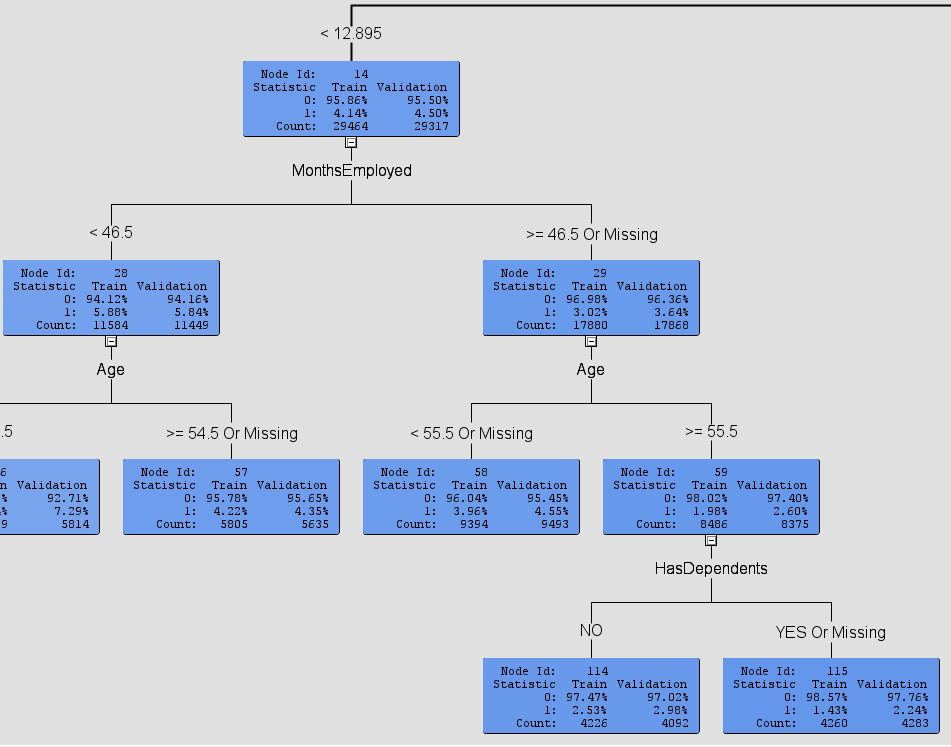 < 12.895
Node Id: 14
Statistic Train Validation
0: 95.86% 95.50%
1: 4.14% 4.50%
Count: 29464 29317
MonthsEmployed
< 46.5
>= 46.5 Or Missing
Node Id: 28
Statistic Train Validation
0: 94.12% 94.16%
1: 5.88% 5.84%
Count: 11584 11449
Node Id: 29
Statistic Train Validation
0: 96.98% 96.36%
1: 3.02% 3.64%
Count: 17880 17868
Age
Age
.5
>= 54.5 Or Missing
< 55.5 Or Missing
>= 55.5
6
n Validation
% 92.71%
% 7.29%
9 5814
Node Id: 57
Statistic Train Validation
0: 95.78% 95.65%
1: 4.22% 4.35%
Count: 5805 5635
Node Id: 58
Statistic Train Validation
0: 96.04% 95.45%
1: 3.96% 4.55%
Count: 9394 9493
Node Id: 59
Statistic Train Validation
0: 98.02% 97.40%
1: 1.98% 2.60%
Count: 8486 8375
HasDependents
NO
YES Or Missing
Node Id: 114
Statistic Train Validation
0: 97.47% 97.02%
1: 2.53% 2.98%
Count: 4226 4092
Node Id: 115
Statistic Train Validation
0: 98.57% 97.76%
1: 1.43% 2.24%
Count: 4260 4283